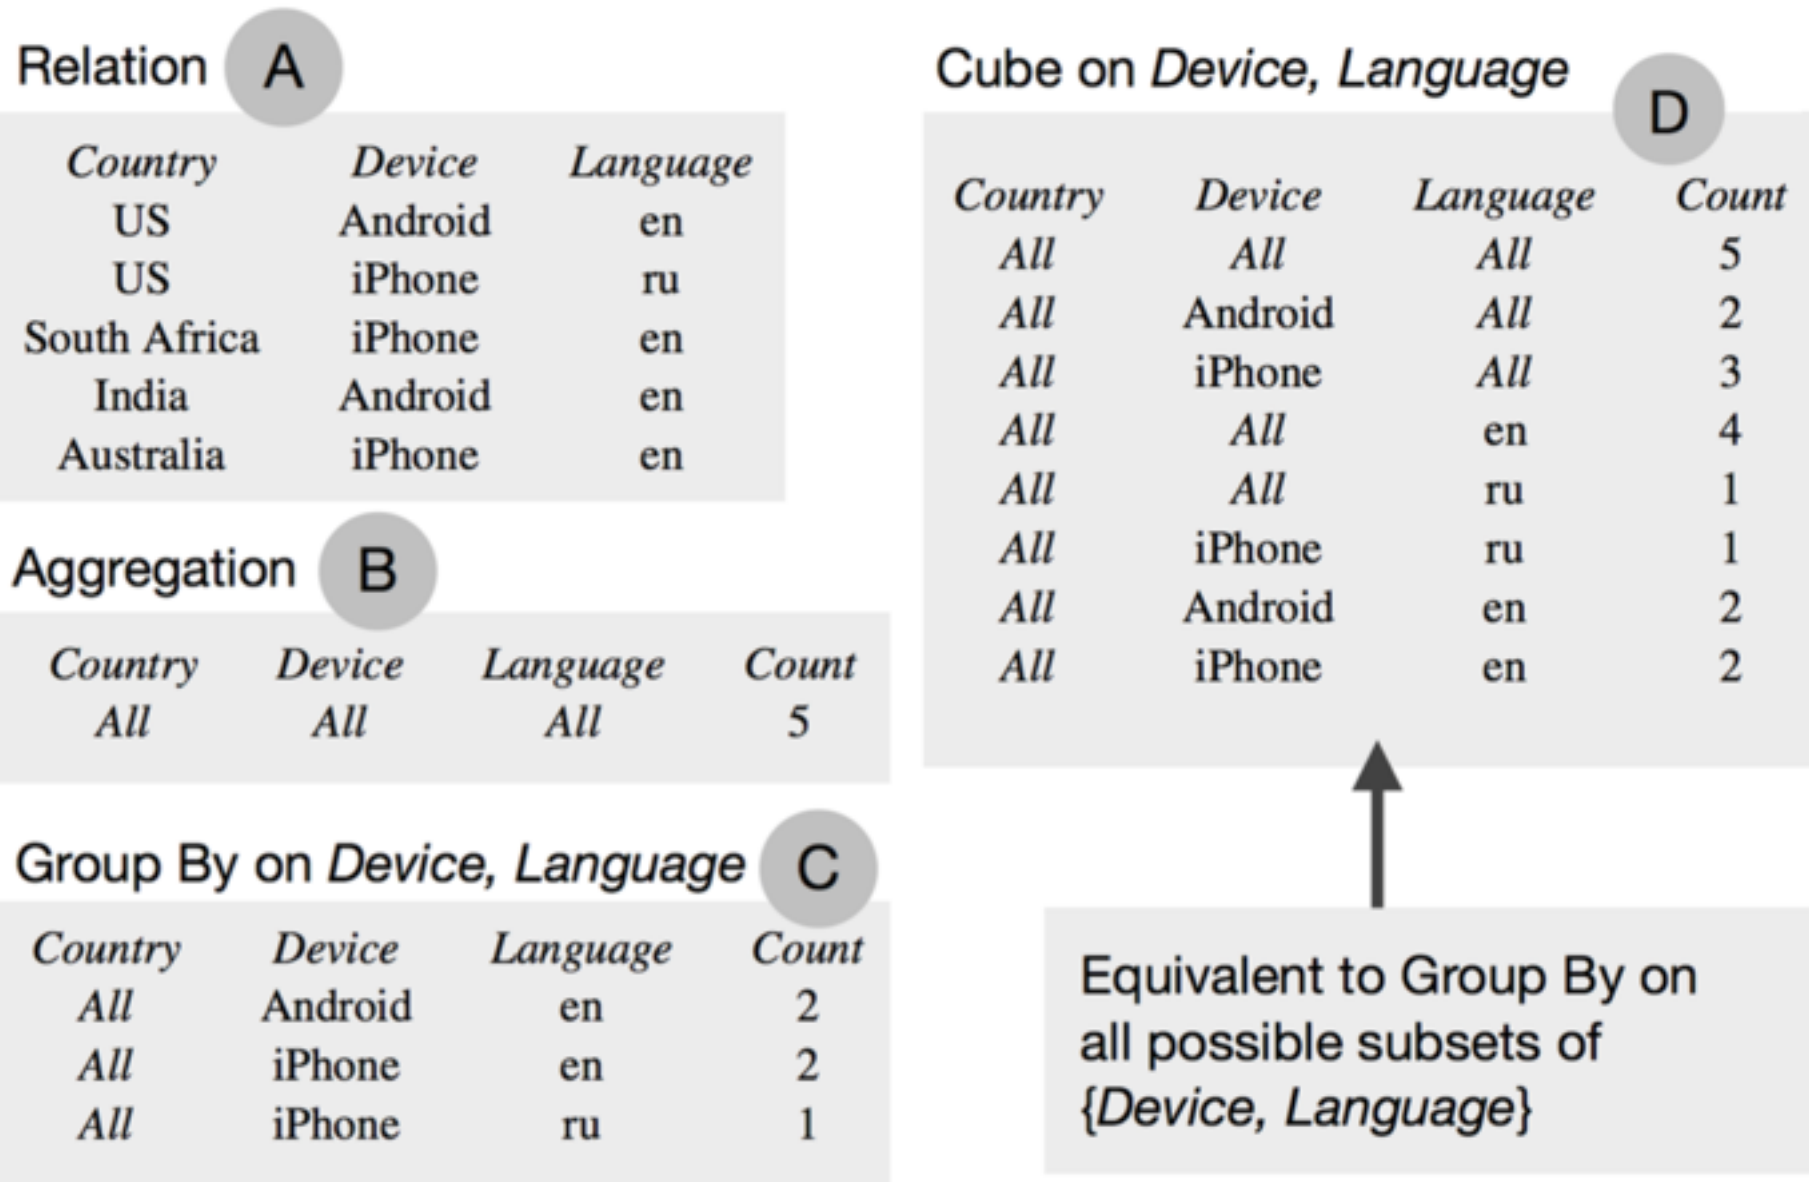 Relation A
Country Device Language
US Android en
US iPhone ru
South Africa iPhone en
India Android en
Australia iPhone en
Aggregation B
Country Device Language Count
All All All 5
Group By on Device, Language C
Country Device Language Count
All Android en 2
All iPhone en 2
All iPhone ru 1
Cube on Device, Language D
Country Device Language Count
All All All 5
All Android All 2
All iPhone All 3
All All en 4
All All ru 1
All iPhone ru 1
All Android en 2
All iPhone en 2
Equivalent to Group By on
all possible subsets of
{Device, Language}